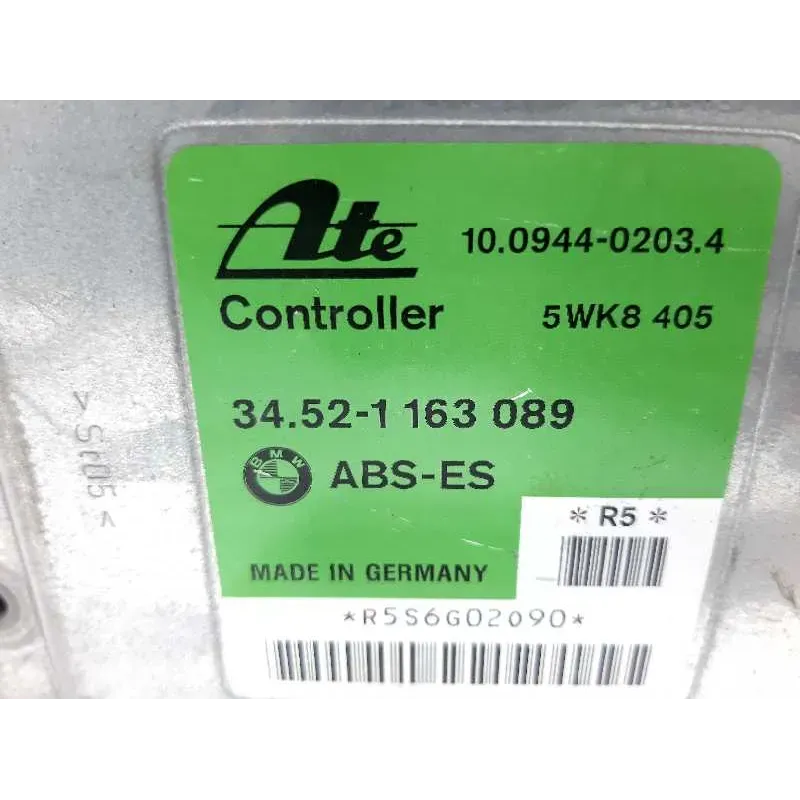 Ate 10.0944-0203.4
Controller 5WK8 405
34.52-1 163 089
BMW ABS-ES
* R5 *
MADE IN GERMANY
*R5S6G02090*